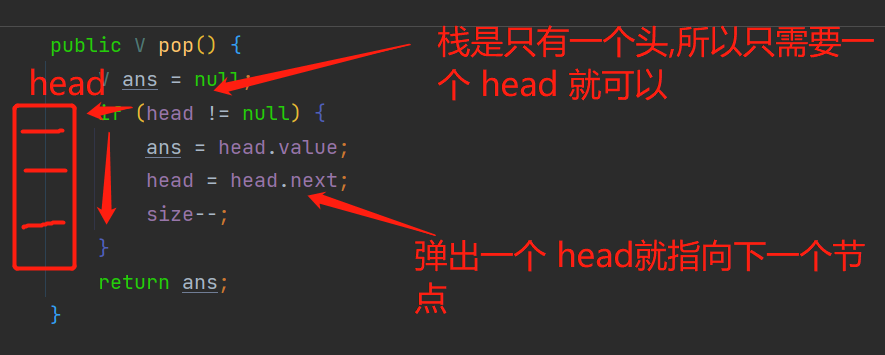 public V pop() {
栈是只有一个头,所以只需要一
个 head 就可以
head
V ans = null;
if (head != null) {
ans = head.value;
head = head.next;
size--;
}
弹出一个 head就指向下一个节
点
return ans;
}